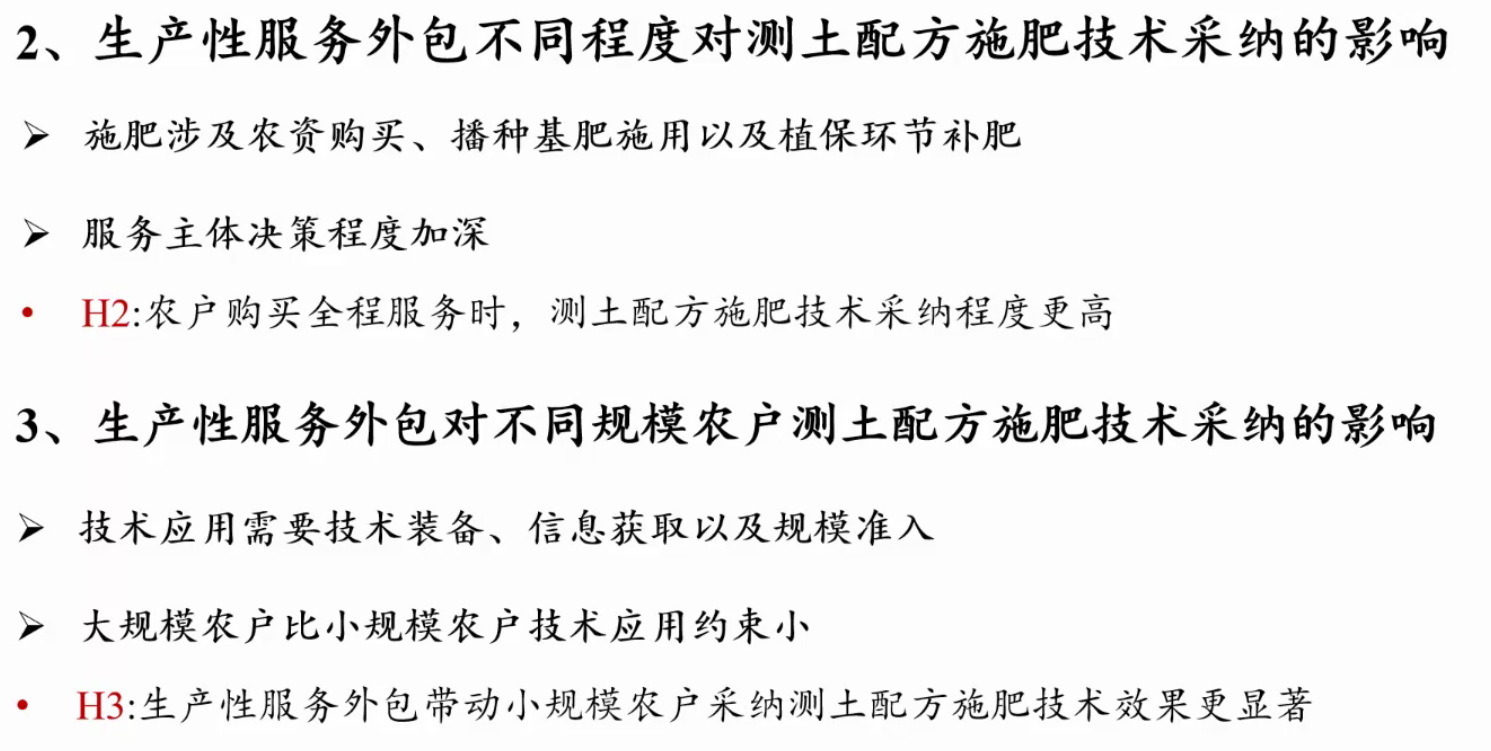 2、生产性服务外包不同程度对测土配方施肥技术采纳的影响
➢ 施肥涉及农资购买、播种基肥施用以及植保环节补肥
➢ 服务主体决策程度加深
• H2:农户购买全程服务时，测土配方施肥技术采纳程度更高
3、生产性服务外包对不同规模农户测土配方施肥技术采纳的影响
➢ 技术应用需要技术装备、信息获取以及规模准入
➢ 大规模农户比小规模农户技术应用约束小
• H3:生产性服务外包带动小规模农户采纳测土配方施肥技术效果更显著